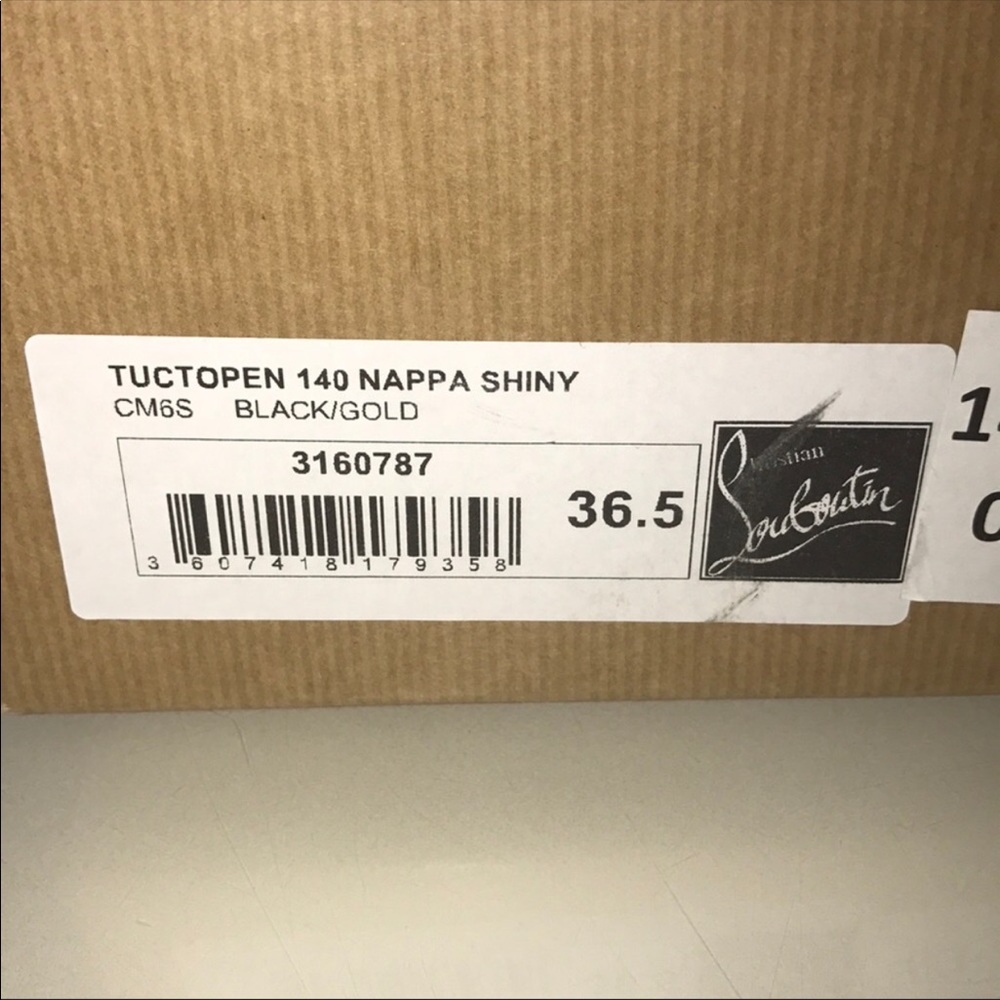 TUCTOPEN 140 NAPPA SHINY
CM6S BLACK/GOLD
3160787
3 607418 179358
36.5
Christian
Louboutin